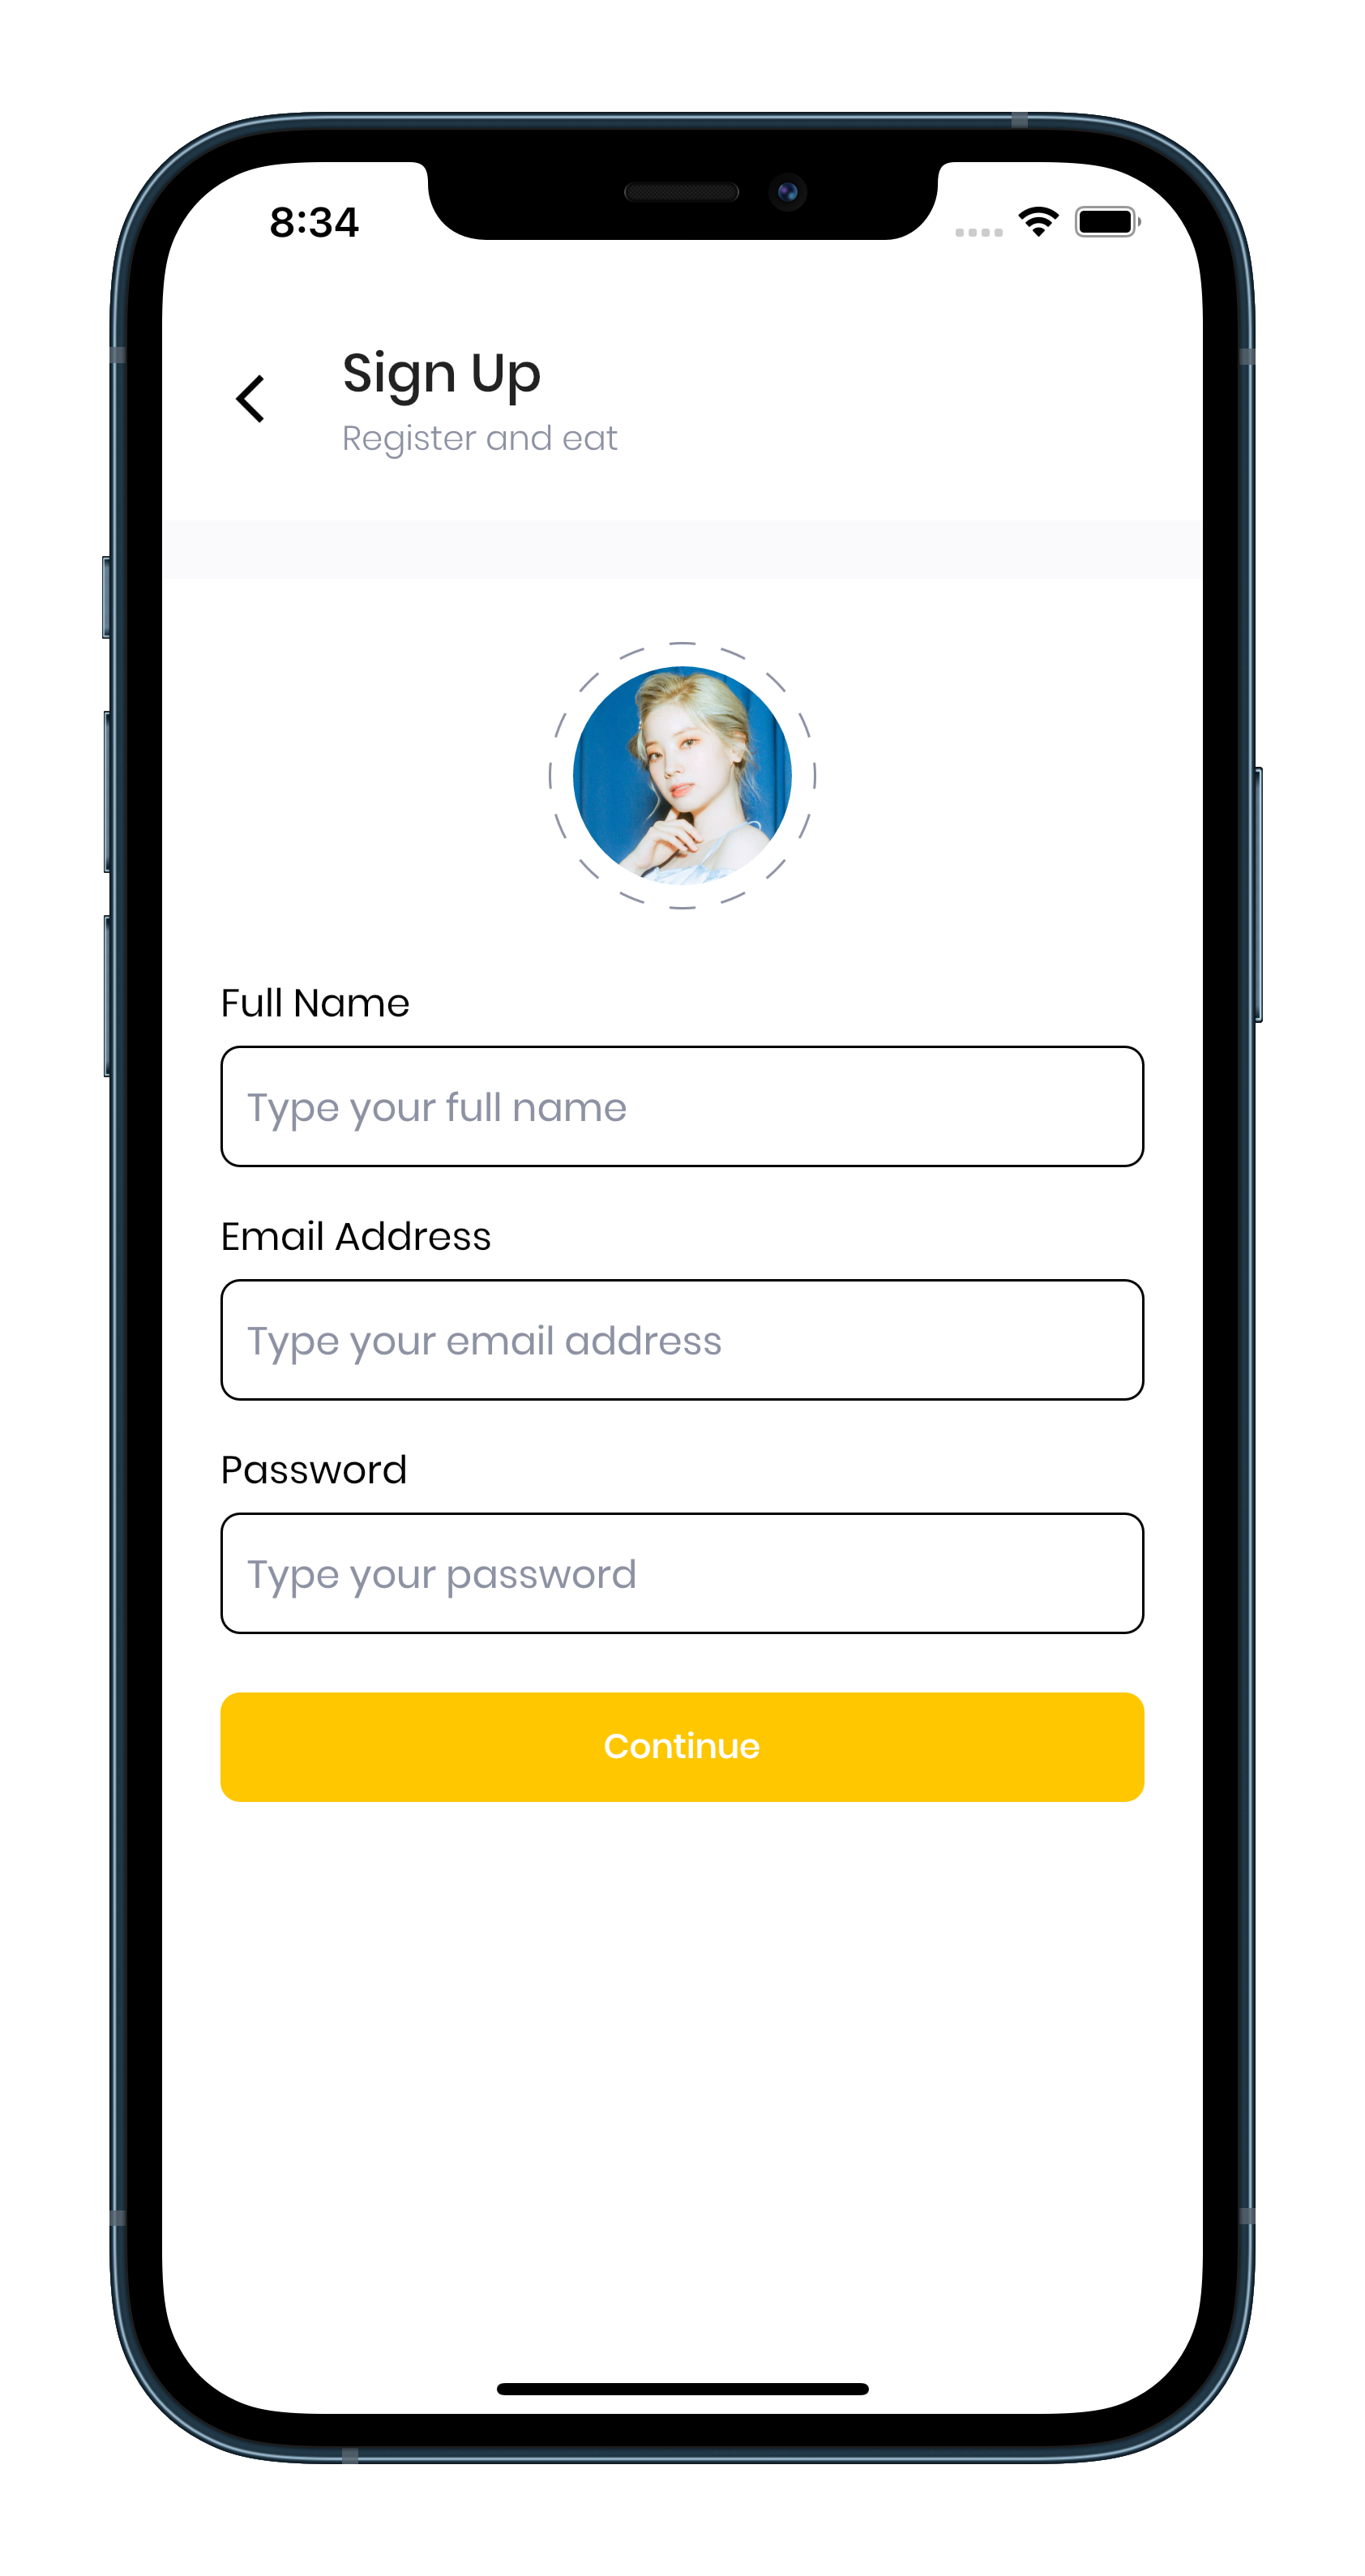 8:34
Sign Up
Register and eat
Full Name
Type your full name
Email Address
Type your email address
Password
Type your password
Continue